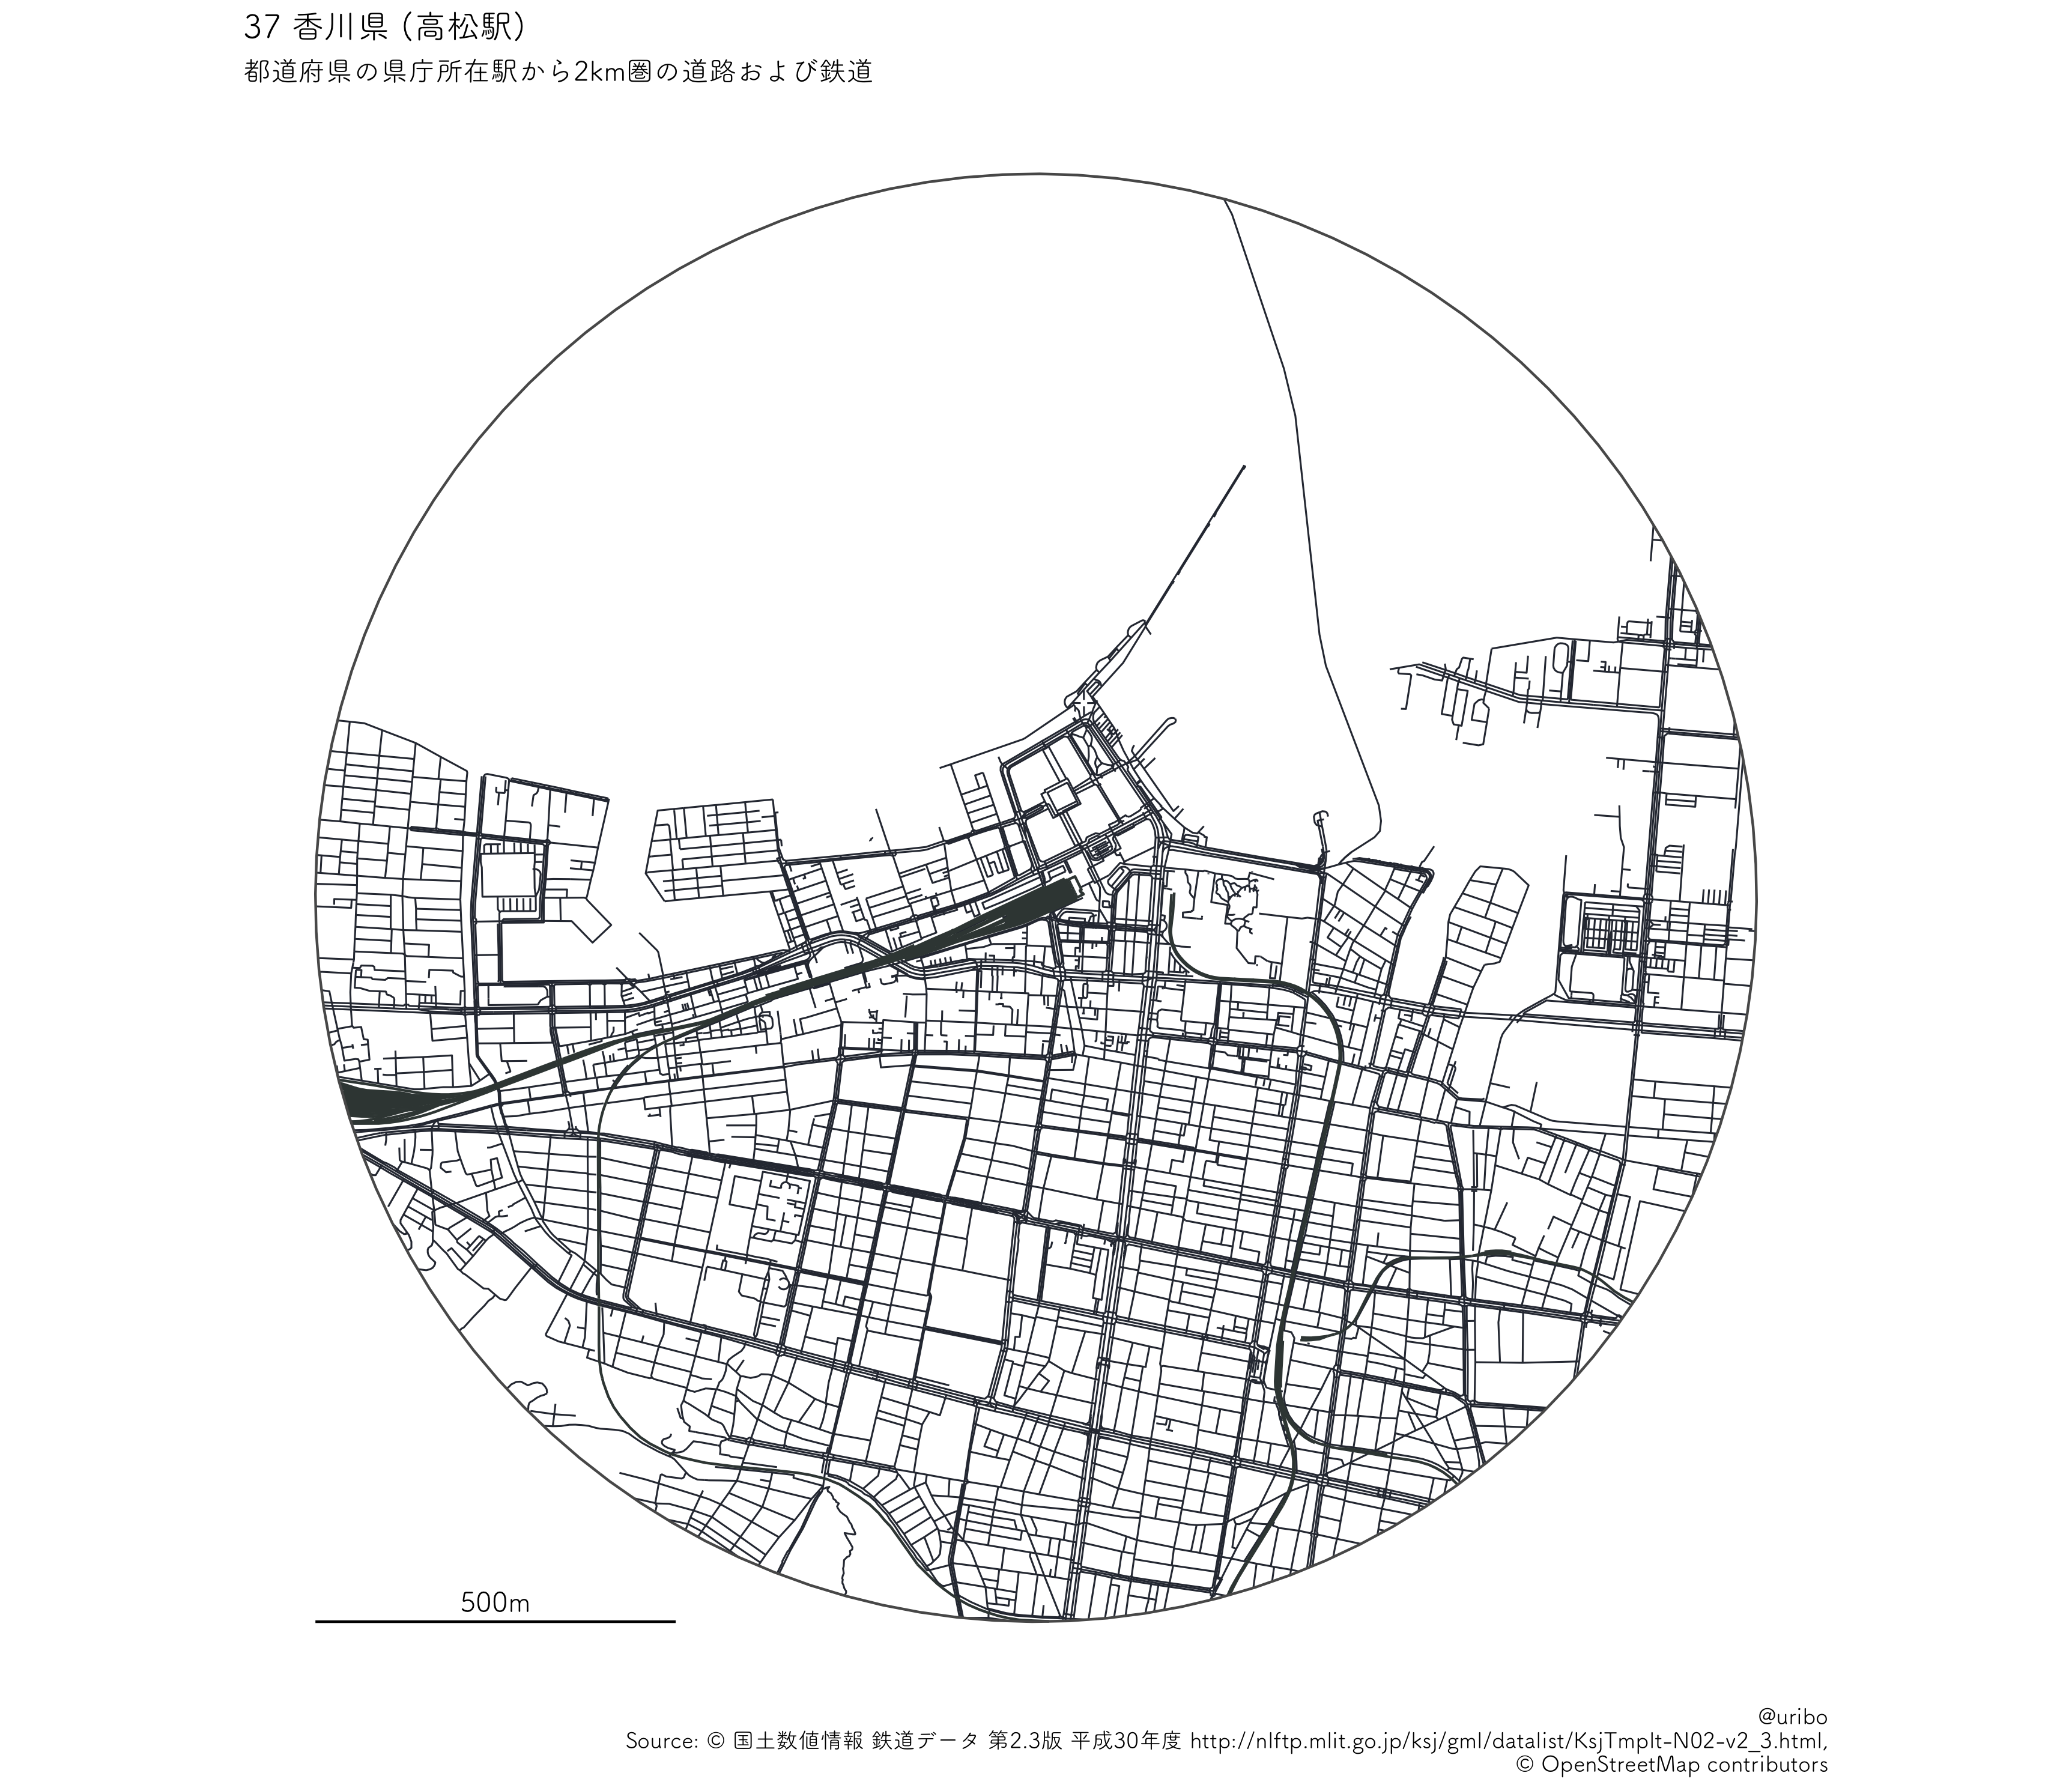 37 香川県 (高松駅)
都道府県の県庁所在駅から2km圏の道路および鉄道
500m
@uribo
Source: © 国土数値情報 鉄道データ 第2.3版 平成30年度 http://nlftp.mlit.go.jp/ksj/gml/datalist/KsjTmplt-N02-v2_3.html,
© OpenStreetMap contributors